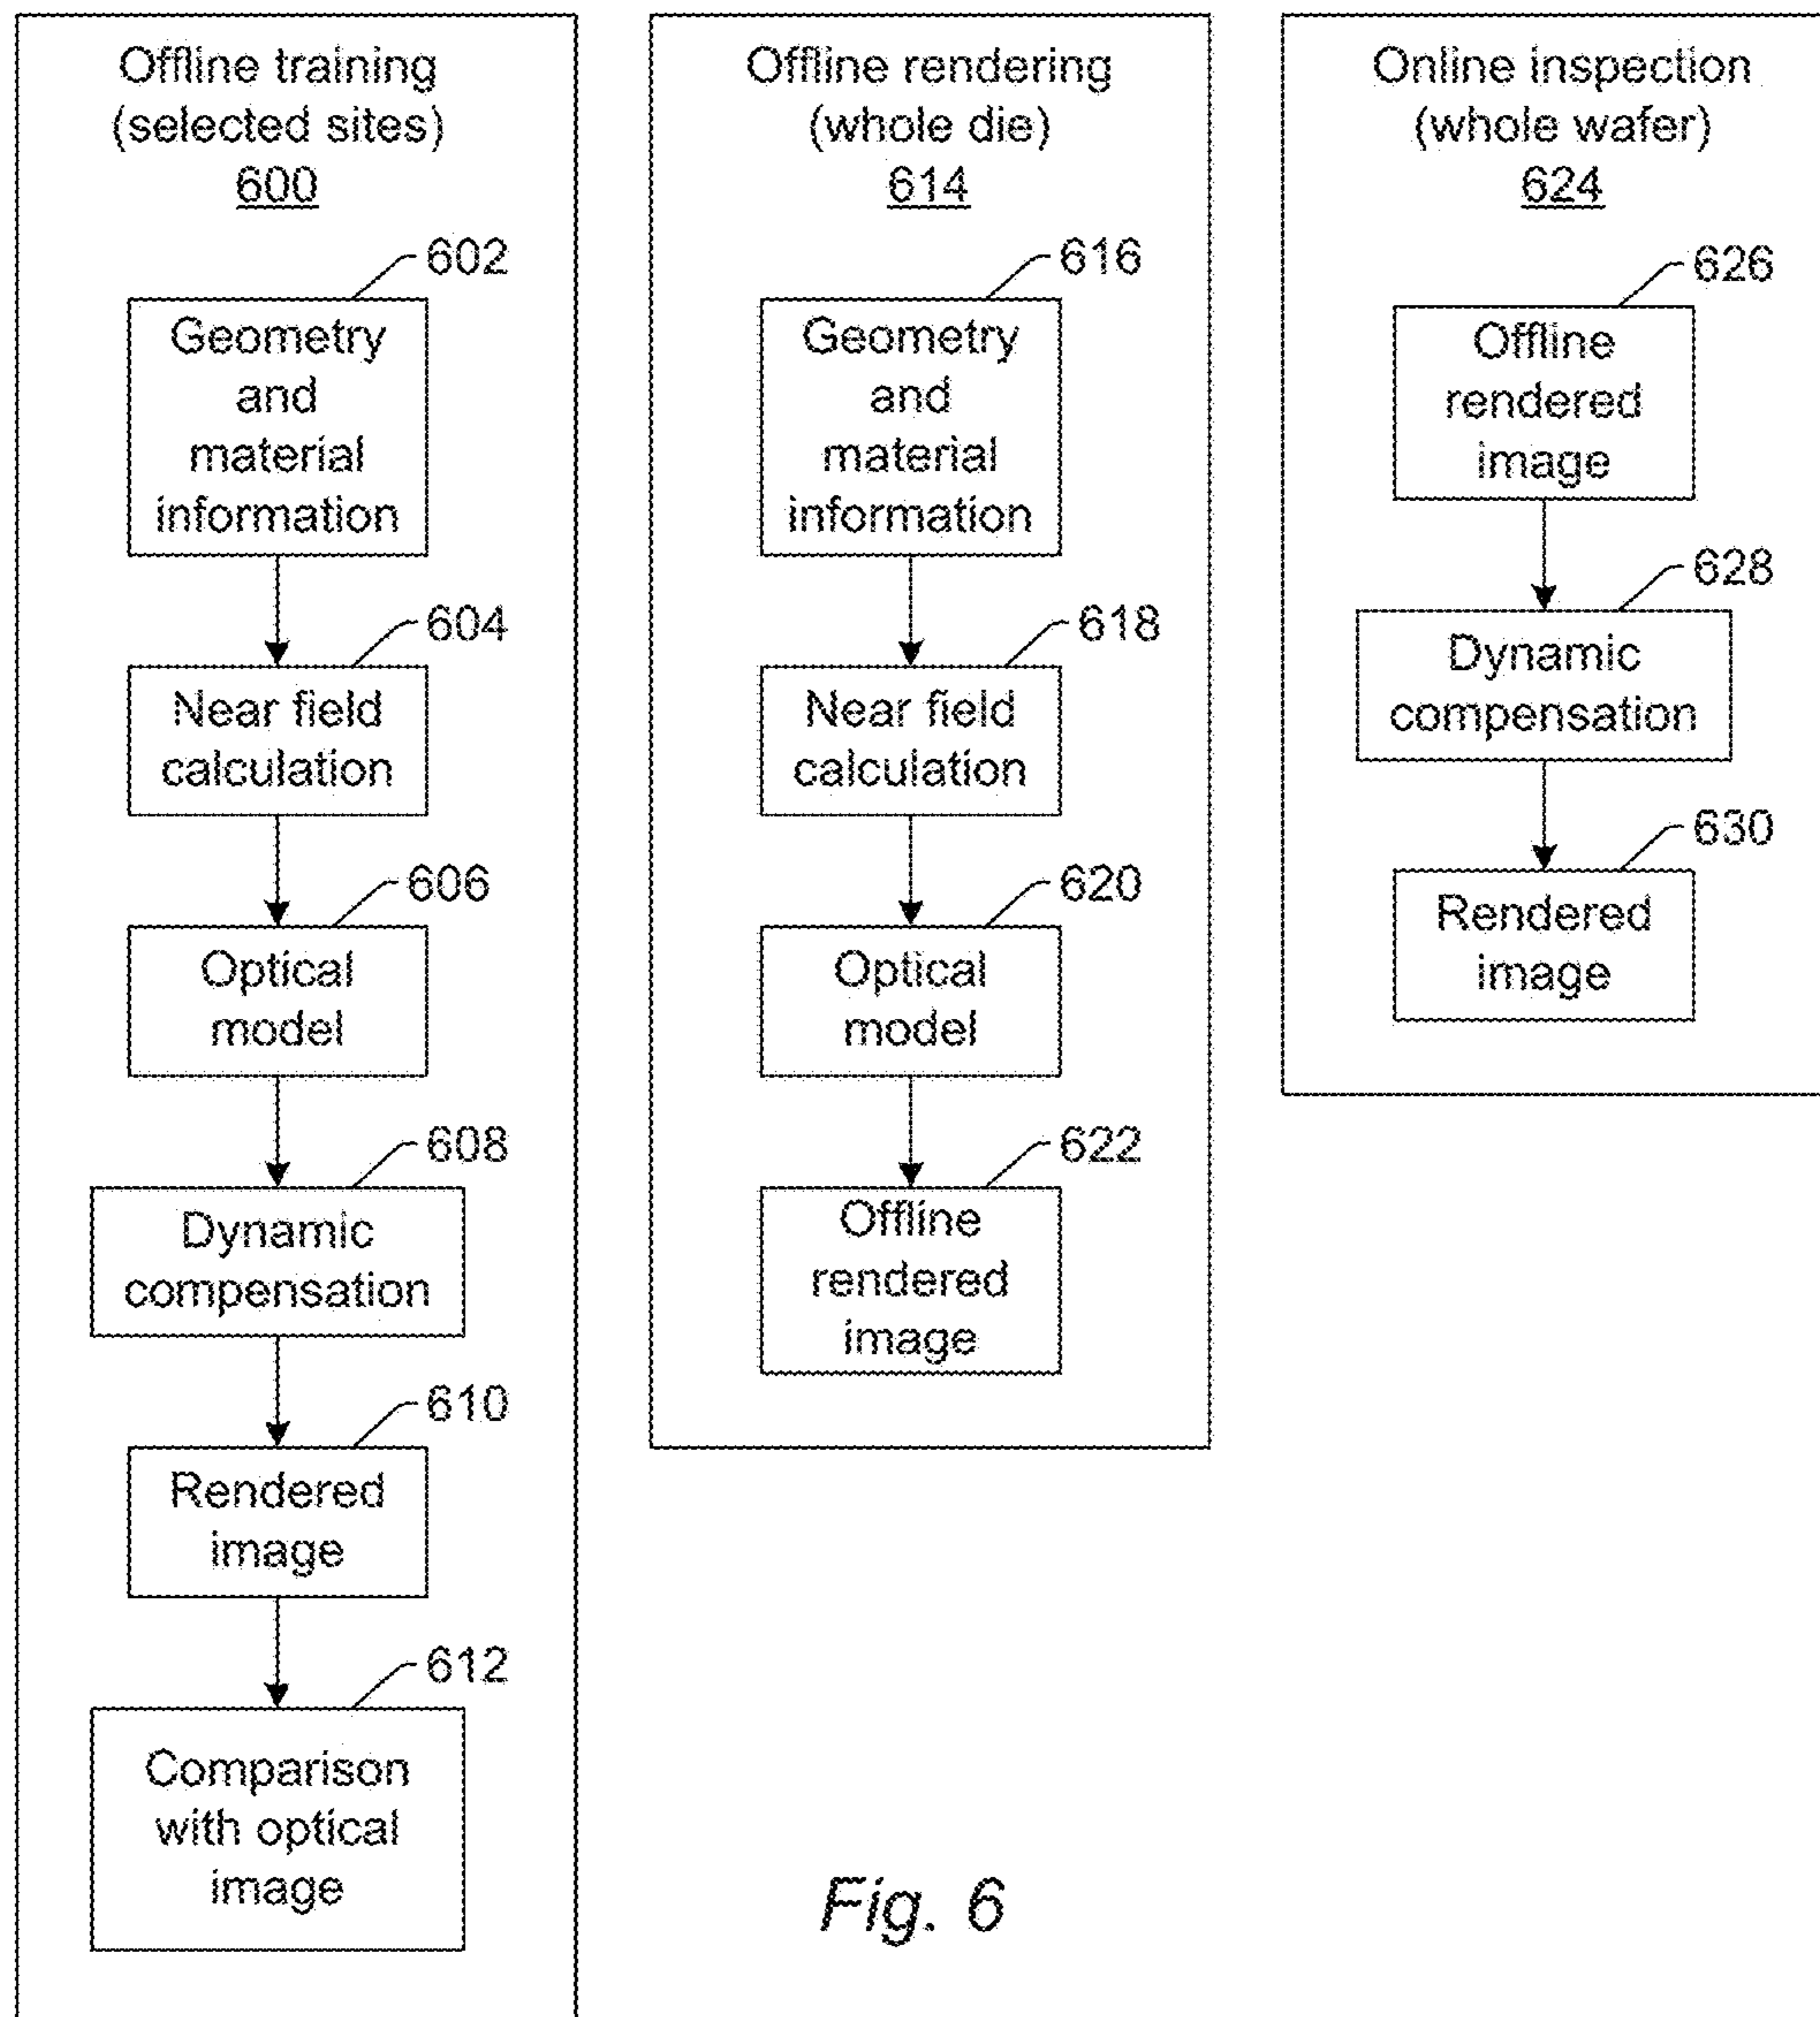 Offline training
(selected sites)
600
602
Geometry
and
material
information
604
Near field
calculation
606
Optical
model
608
Dynamic
compensation
610
Rendered
image
612
Comparison
with optical
image
Offline rendering
(whole die)
614
616
Geometry
and
material
information
618
Near field
calculation
620
Optical
model
622
Offline
rendered
image
Online inspection
(whole wafer)
624
626
Offline
rendered
image
628
Dynamic
compensation
630
Rendered
image
Fig. 6